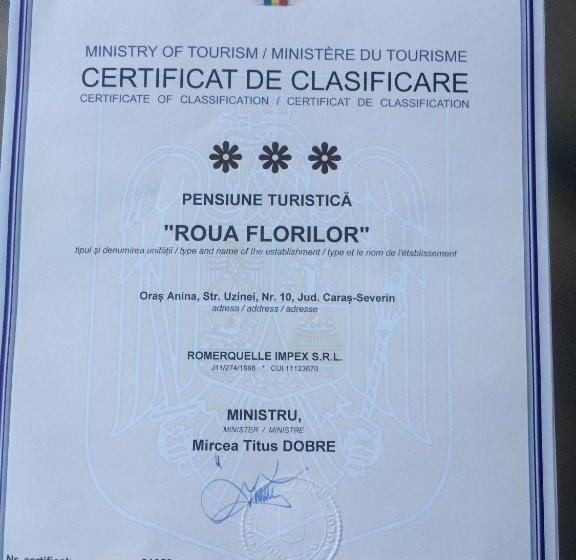 MINISTRY OF TOURISM / MINISTÈRE DU TOURISME
CERTIFICAT DE CLASIFICARE
CERTIFICATE OF CLASSIFICATION / CERTIFICAT DE CLASSIFICATION
PENSIUNE TURISTICĂ
"ROUA FLORILOR"
tipul și denumirea unității / type and name of the establishment / type et le nom de l'établissement
Oraș Anina, Str. Uzinei, Nr. 10, Jud. Caraș-Severin
adresa / address / adresse
ROMERQUELLE IMPEX S.R.L.
J11/274/1998 * CUI 11123670
MINISTRU,
MINISTER / MINISTRE
Mircea Titus DOBRE
Nr. certificat